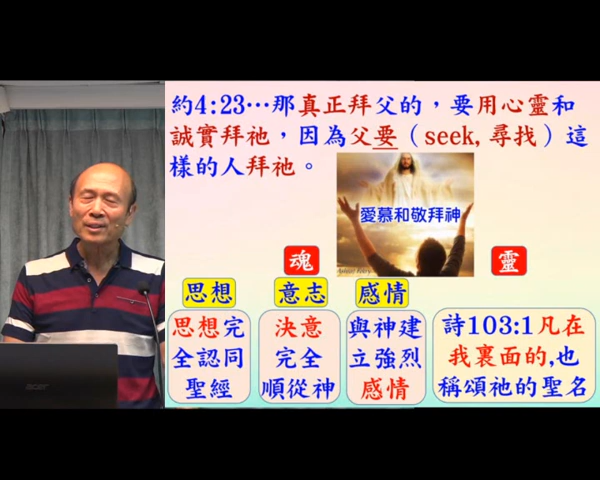 約4:23…那真正拜父的，要用心靈和
誠實拜祂，因為父要（seek, 尋找）這
樣的人拜祂。
愛慕和敬拜神
魂
靈
思想
意志
感情
思想完
全認同
聖經
決意
完全
順從神
與神建
立強烈
感情
詩103:1凡在
我裏面的,也
稱頌祂的聖名
acer